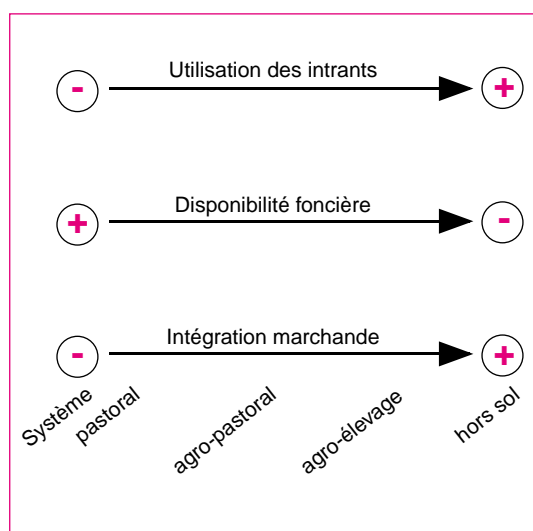 Utilisation des intrants
- +
Disponibilité foncière
+ -
Intégration marchande
- +
Système
pastoral
agro-pastoral
agro-élevage
hors sol